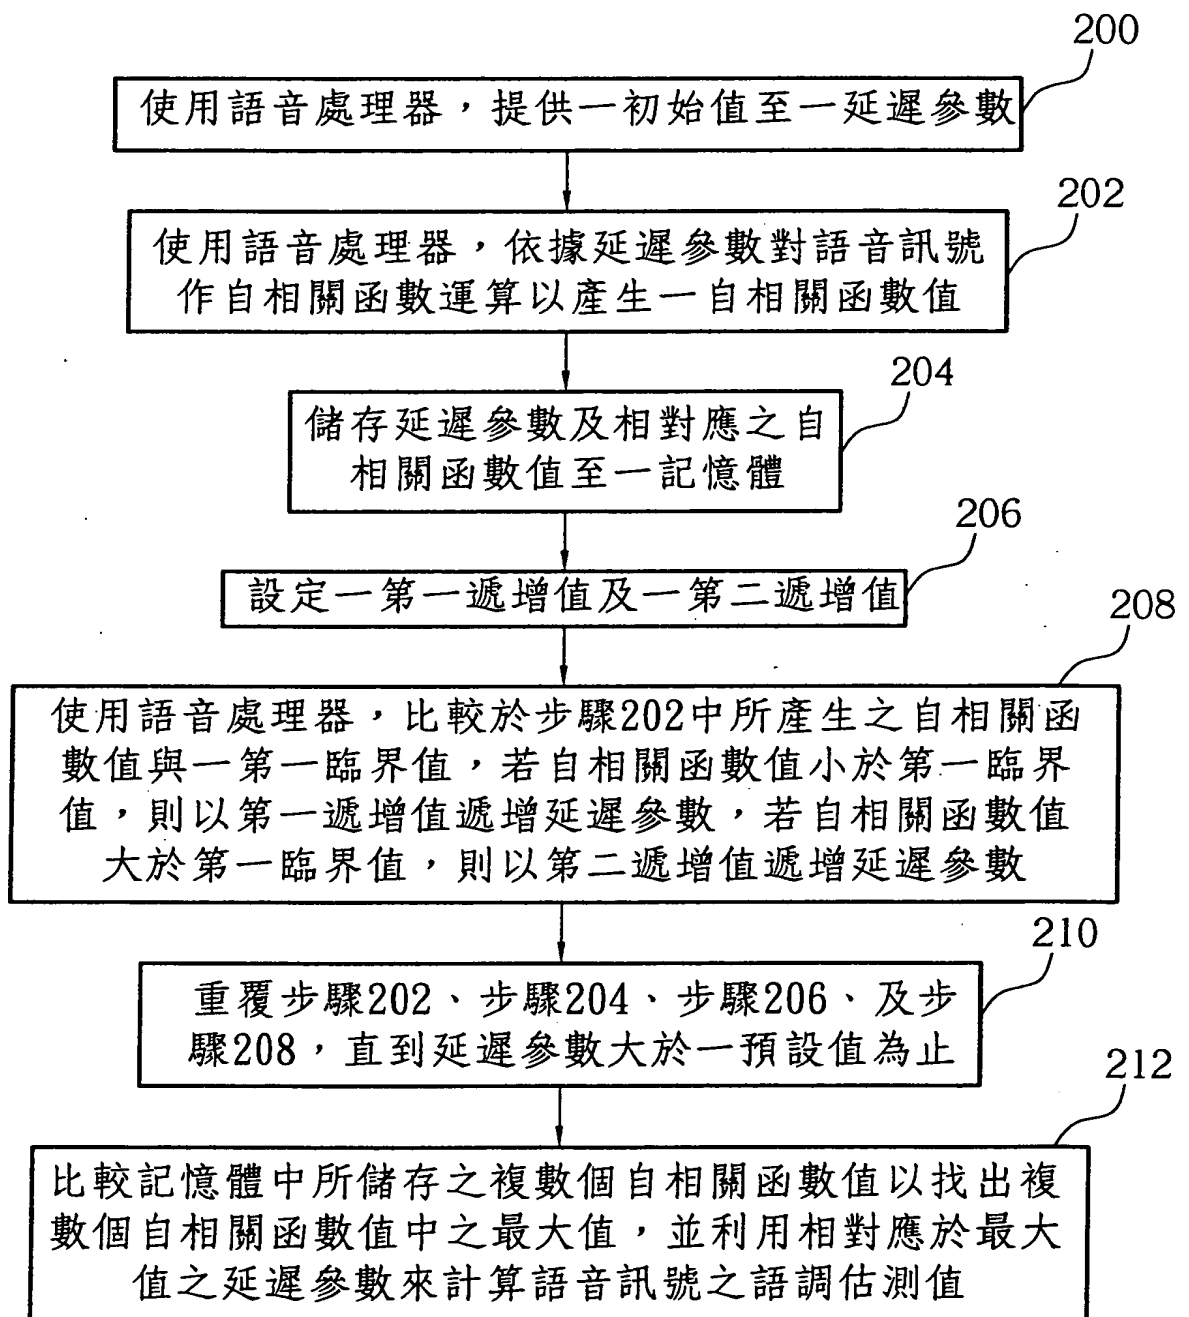 200
使用語音處理器，提供一初始值至一延遲參數
202
使用語音處理器，依據延遲參數對語音訊號
作自相關函數運算以產生一自相關函數值
204
儲存延遲參數及相對應之自
相關函數值至一記憶體
206
設定一第一遞增值及一第二遞增值
208
使用語音處理器，比較於步驟202中所產生之自相關函
數值與一第一臨界值，若自相關函數值小於第一臨界
值，則以第一遞增值遞增延遲參數，若自相關函數值
大於第一臨界值，則以第二遞增值遞增延遲參數
210
重覆步驟202、步驟204、步驟206、及步
驟208，直到延遲參數大於一預設值為止
212
比較記憶體中所儲存之複數個自相關函數值以找出複
數個自相關函數值中之最大值，並利用相對應於最大
值之延遲參數來計算語音訊號之語調估測值